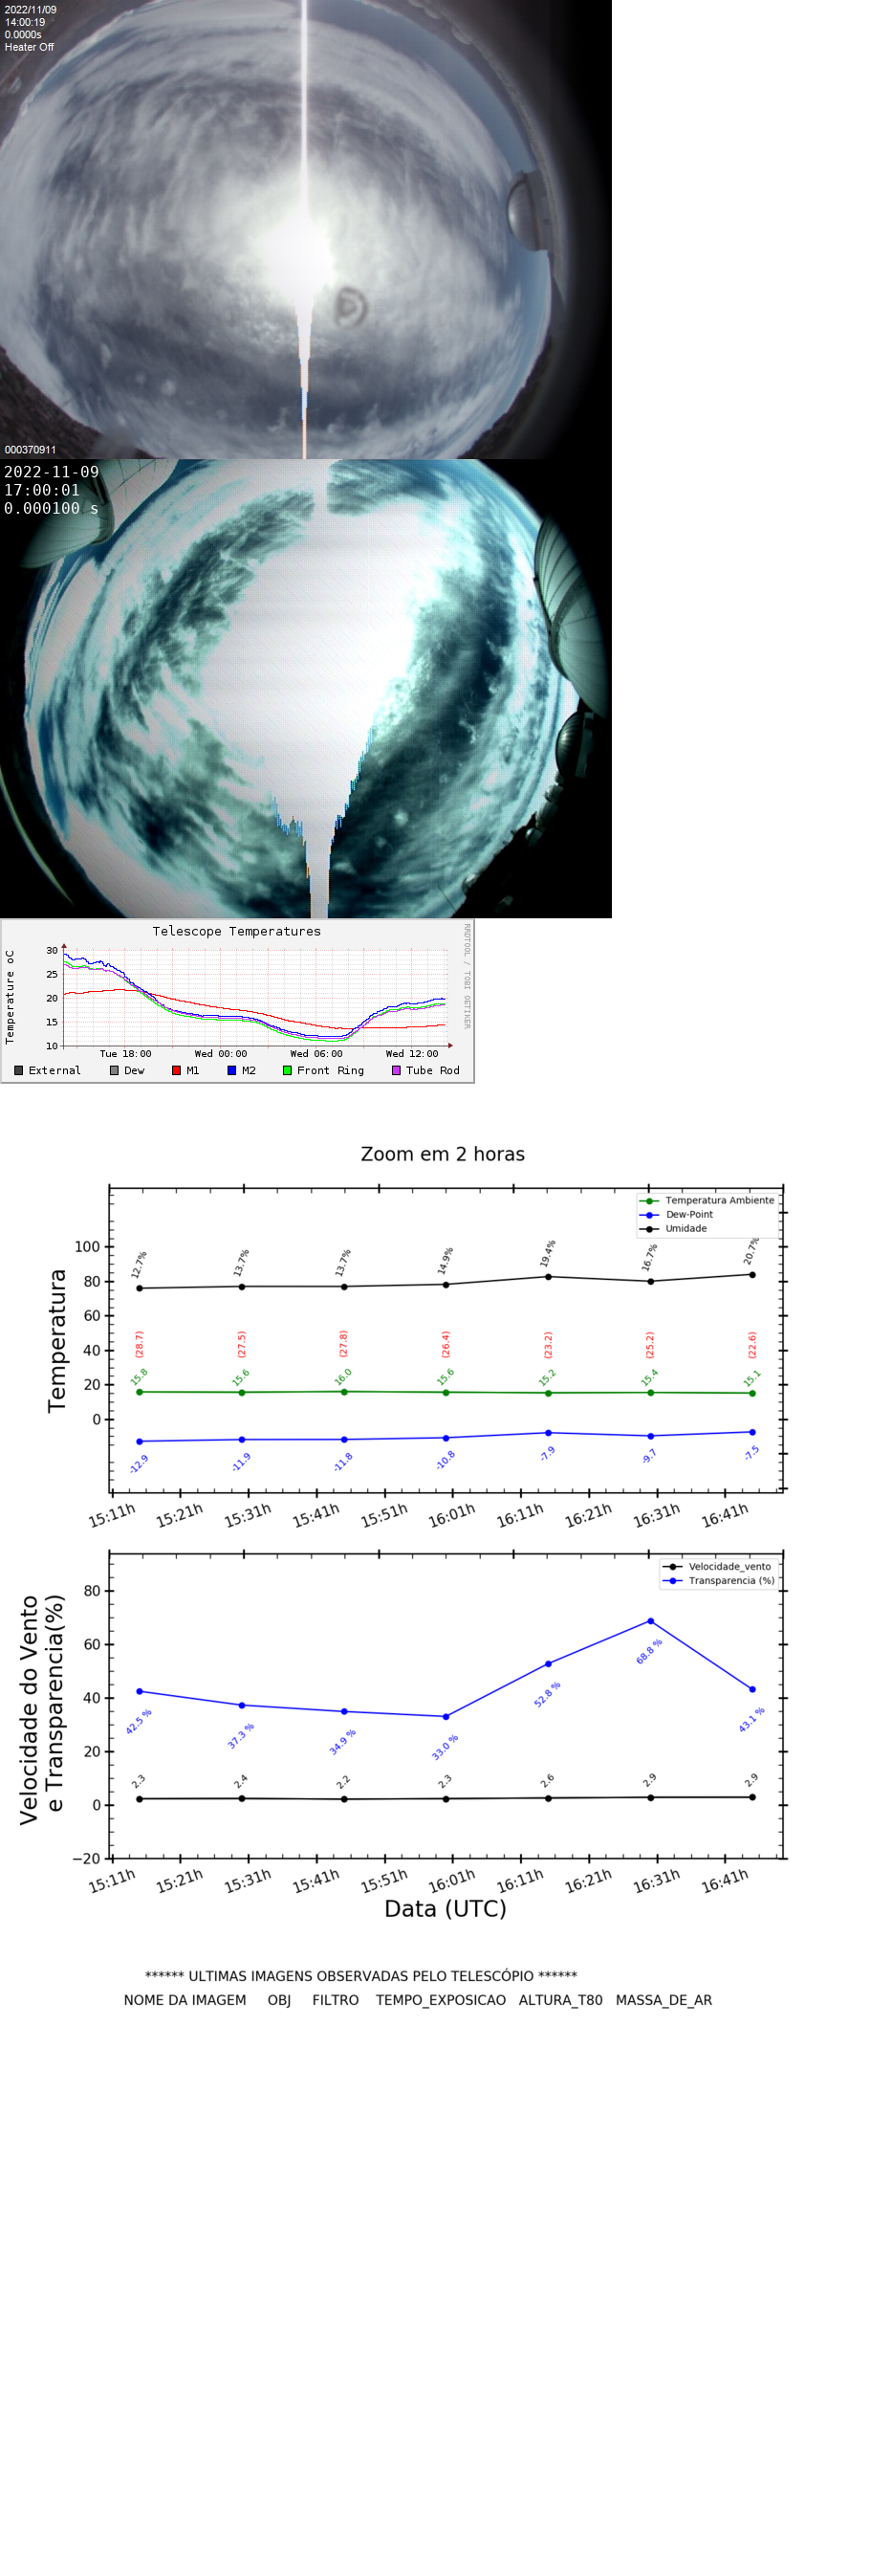 2022/11/09
14:00:19
0.0000s
Heater Off
000370911
2022-11-09
17:00:01
0.000100 s
Telescope Temperatures
RRDTOOL / TOBI OETIKER
Temperature oC
30
25
20
15
10
Tue 18:00 Wed 00:00 Wed 06:00 Wed 12:00
External Dew M1 M2 Front Ring Tube Rod
Zoom em 2 horas
Temperatura
Temperatura Ambiente
Dew-Point
Umidade
100
80
60
40
20
0
12.7% 13.7% 13.7% 14.9% 19.4% 16.7% 20.7%
(28.7) (27.5) (27.8) (26.4) (23.2) (25.2) (22.6)
15.8 15.6 16.0 15.6 15.2 15.4 15.1
-12.9 -11.9 -11.8 -10.8 -7.9 -9.7 -7.5
15:11h 15:21h 15:31h 15:41h 15:51h 16:01h 16:11h 16:21h 16:31h 16:41h
Velocidade do Vento
e Transparencia(%)
Velocidade_vento
Transparencia (%)
80
60
40
20
0
−20
42.5 % 37.3 % 34.9 % 33.0 % 52.8 % 68.8 % 43.1 %
2.3 2.4 2.2 2.3 2.6 2.9 2.9
15:11h 15:21h 15:31h 15:41h 15:51h 16:01h 16:11h 16:21h 16:31h 16:41h
Data (UTC)
****** ULTIMAS IMAGENS OBSERVADAS PELO TELESCÓPIO ******
NOME DA IMAGEM OBJ FILTRO TEMPO_EXPOSICAO ALTURA_T80 MASSA_DE_AR